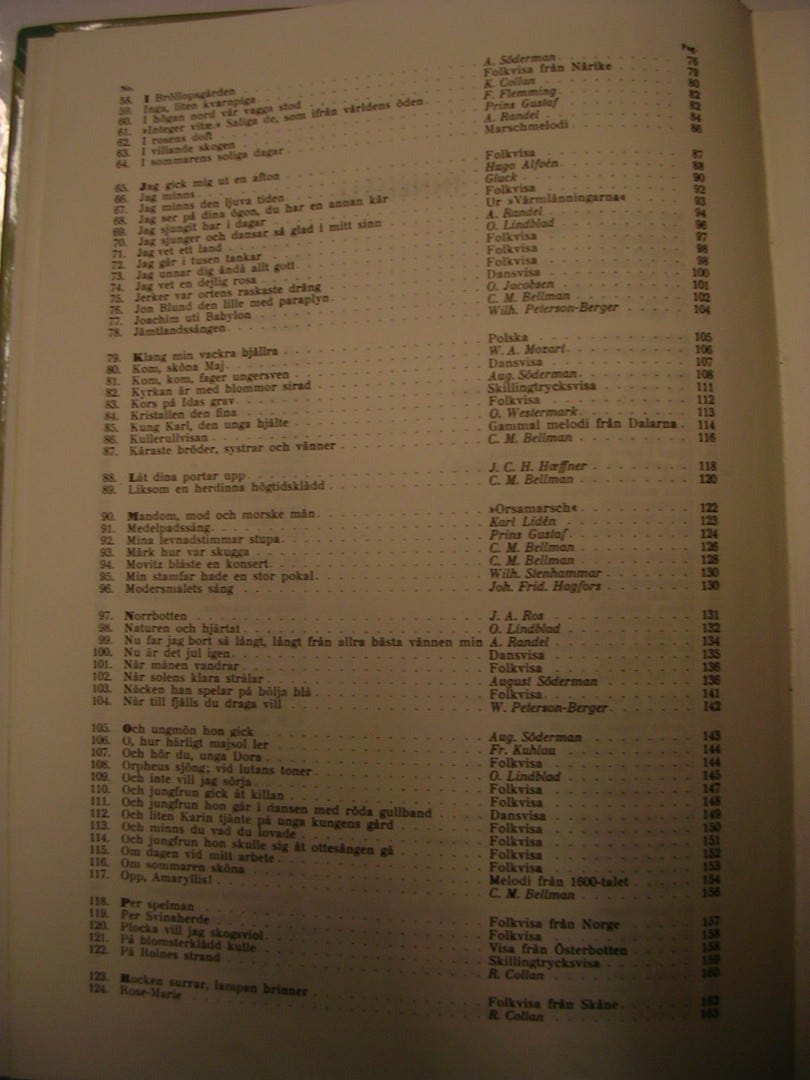 No. Pag.
58. I Bröllopsgården A. Söderman 76
59. Inga, liten kvarnpiga Folkvisa från Närike 79
60. I högan nord vår vagga stod K. Collan 80
61. »Integer vitæ.« Saliga de, som ifrån världens öden F. Flemming 82
62. I rosens doft Prins Gustaf 82
63. I villande skogen A. Randel 84
64. I sommarens soliga dagar Marschmelodi 86
65. Jag gick mig ut en afton Folkvisa 87
66. Jag minns Hugo Alfvén 88
67. Jag minns den ljuva tiden Gluck 90
68. Jag ser på dina ögon, du har en annan kär Folkvisa 92
69. Jag sjungit har i dagar Ur »Värmlänningarna« 93
70. Jag sjunger och dansar så glad i mitt sinn A. Randel 94
71. Jag vet ett land O. Lindblad 96
72. Jag går i tusen tankar Folkvisa 97
73. Jag unnar dig ändå allt gott Folkvisa 98
74. Jag vet en dejlig rosa Folkvisa 98
75. Jerker var ortens raskaste dräng Dansvisa 100
76. Jon Blund den lille med paraplyn O. Jacobsen 101
77. Joachim uti Babylon C. M. Bellman 102
78. Jämtlandssången Wilh. Peterson-Berger 104
79. Klang min vackra bjällra Polska 105
80. Kom, sköna Maj W. A. Mozart 106
81. Kom, kom, fager ungersven Dansvisa 107
82. Kyrkan är med blommor sirad Aug. Söderman 108
83. Kors på Idas grav Skillingtrycksvisa 111
84. Kristallen den fina Folkvisa 112
85. Kung Karl, den unga hjälte O. Westermark 113
86. Kullerullvisan Gammal melodi från Dalarna 114
87. Käraste bröder, systrar och vänner C. M. Bellman 116
88. Låt dina portar upp J. C. H. Hæffner 118
89. Liksom en herdinna högtidsklädd C. M. Bellman 120
90. Mandom, mod och morske män »Orsamarsch« 122
91. Medelpadssång Karl Lidén 123
92. Mina levnadstimmar stupa Prins Gustaf 124
93. Märk hur var skugga C. M. Bellman 126
94. Movitz blåste en konsert C. M. Bellman 128
95. Min stamfar hade en stor pokal Wilh. Stenhammar 130
96. Modersmålets sång Joh. Frid. Hagfors 130
97. Norrbotten J. A. Ros 131
98. Naturen och hjärtat O. Lindblad 132
99. Nu far jag bort så långt, långt från allra bästa vännen min A. Randel 134
100. Nu är det jul igen Dansvisa 135
101. När månen vandrar Folkvisa 136
102. När solens klara strålar August Söderman 136
103. Näcken han spelar på bölja blå Folkvisa 141
104. När till fjälls du draga vill W. Peterson-Berger 142
105. Och ungmön hon gick Aug. Söderman 143
106. O, hur härligt majsol ler Fr. Kuhlau 144
107. Och hör du, unga Dora Folkvisa 144
108. Orpheus sjöng; vid lutans toner O. Lindblad 145
109. Och inte vill jag sörja Folkvisa 147
110. Och jungfrun gick åt killan Folkvisa 148
111. Och jungfrun hon går i dansen med röda gullband Dansvisa 149
112. Och liten Karin tjänte på unga kungens gård Folkvisa 150
113. Och minns du vad du lovade Folkvisa 151
114. Och jungfrun hon skulle sig åt ottesången gå Folkvisa 152
115. Om dagen vid mitt arbete Folkvisa 153
116. Om sommaren sköna Melodi från 1600-talet 154
117. Opp, Amaryllis! C. M. Bellman 156
118. Per spelman Folkvisa från Norge 157
119. Per Svinaherde Folkvisa 158
120. Plocka vill jag skogsviol Visa från Österbotten 158
121. På blomsterklädd kulle Skillingtrycksvisa 159
122. På Roines strand R. Collan 160
123. Rocken surrar, lampan brinner Folkvisa från Skåne 162
124. Rose-Marie R. Collan 163